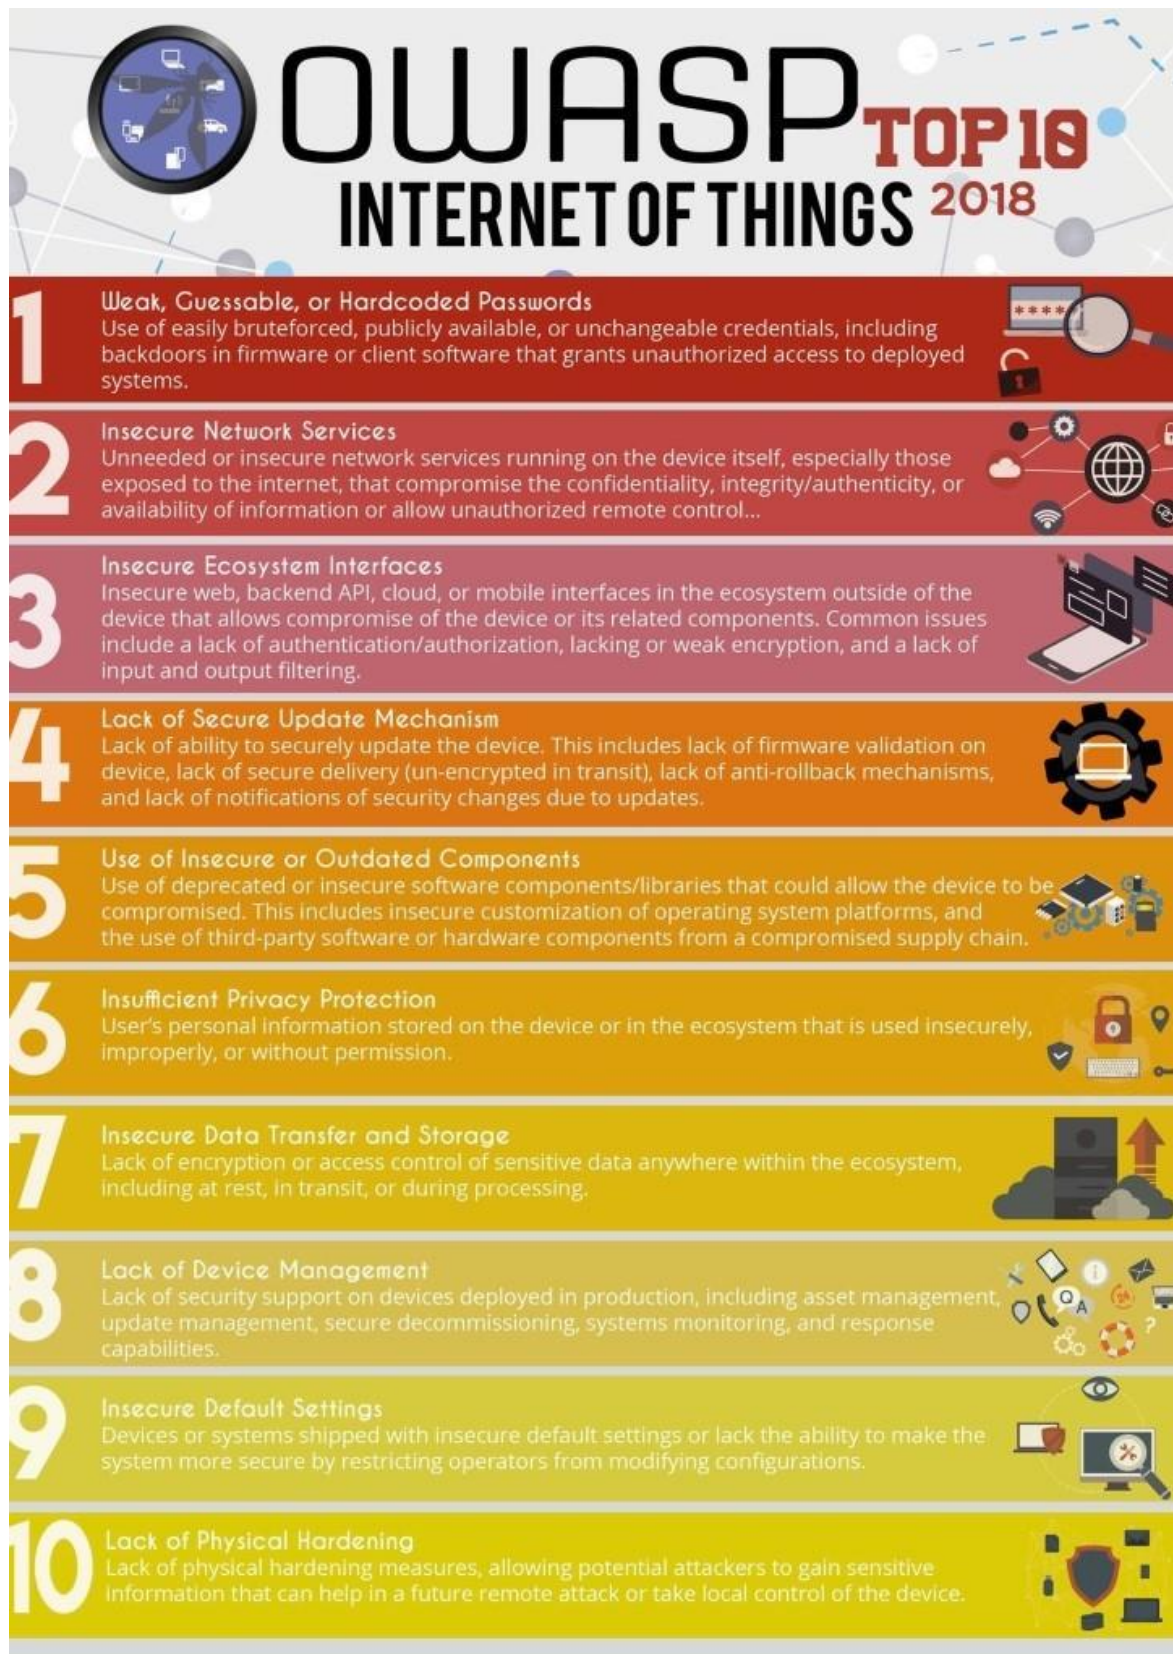 OWASP TOP 10
INTERNET OF THINGS 2018
1
Weak, Guessable, or Hardcoded Passwords
Use of easily bruteforced, publicly available, or unchangeable credentials, including
backdoors in firmware or client software that grants unauthorized access to deployed
systems.
2
Insecure Network Services
Unneeded or insecure network services running on the device itself, especially those
exposed to the internet, that compromise the confidentiality, integrity/authenticity, or
availability of information or allow unauthorized remote control...
3
Insecure Ecosystem Interfaces
Insecure web, backend API, cloud, or mobile interfaces in the ecosystem outside of the
device that allows compromise of the device or its related components. Common issues
include a lack of authentication/authorization, lacking or weak encryption, and a lack of
input and output filtering.
4
Lack of Secure Update Mechanism
Lack of ability to securely update the device. This includes lack of firmware validation on
device, lack of secure delivery (un-encrypted in transit), lack of anti-rollback mechanisms,
and lack of notifications of security changes due to updates.
5
Use of Insecure or Outdated Components
Use of deprecated or insecure software components/libraries that could allow the device to be
compromised. This includes insecure customization of operating system platforms, and
the use of third-party software or hardware components from a compromised supply chain.
6
Insufficient Privacy Protection
User's personal information stored on the device or in the ecosystem that is used insecurely,
improperly, or without permission.
7
Insecure Data Transfer and Storage
Lack of encryption or access control of sensitive data anywhere within the ecosystem,
including at rest, in transit, or during processing.
8
Lack of Device Management
Lack of security support on devices deployed in production, including asset management,
update management, secure decommissioning, systems monitoring, and response
capabilities.
Q A
9
Insecure Default Settings
Devices or systems shipped with insecure default settings or lack the ability to make the
system more secure by restricting operators from modifying configurations.
10
Lack of Physical Hardening
Lack of physical hardening measures, allowing potential attackers to gain sensitive
information that can help in a future remote attack or take local control of the device.